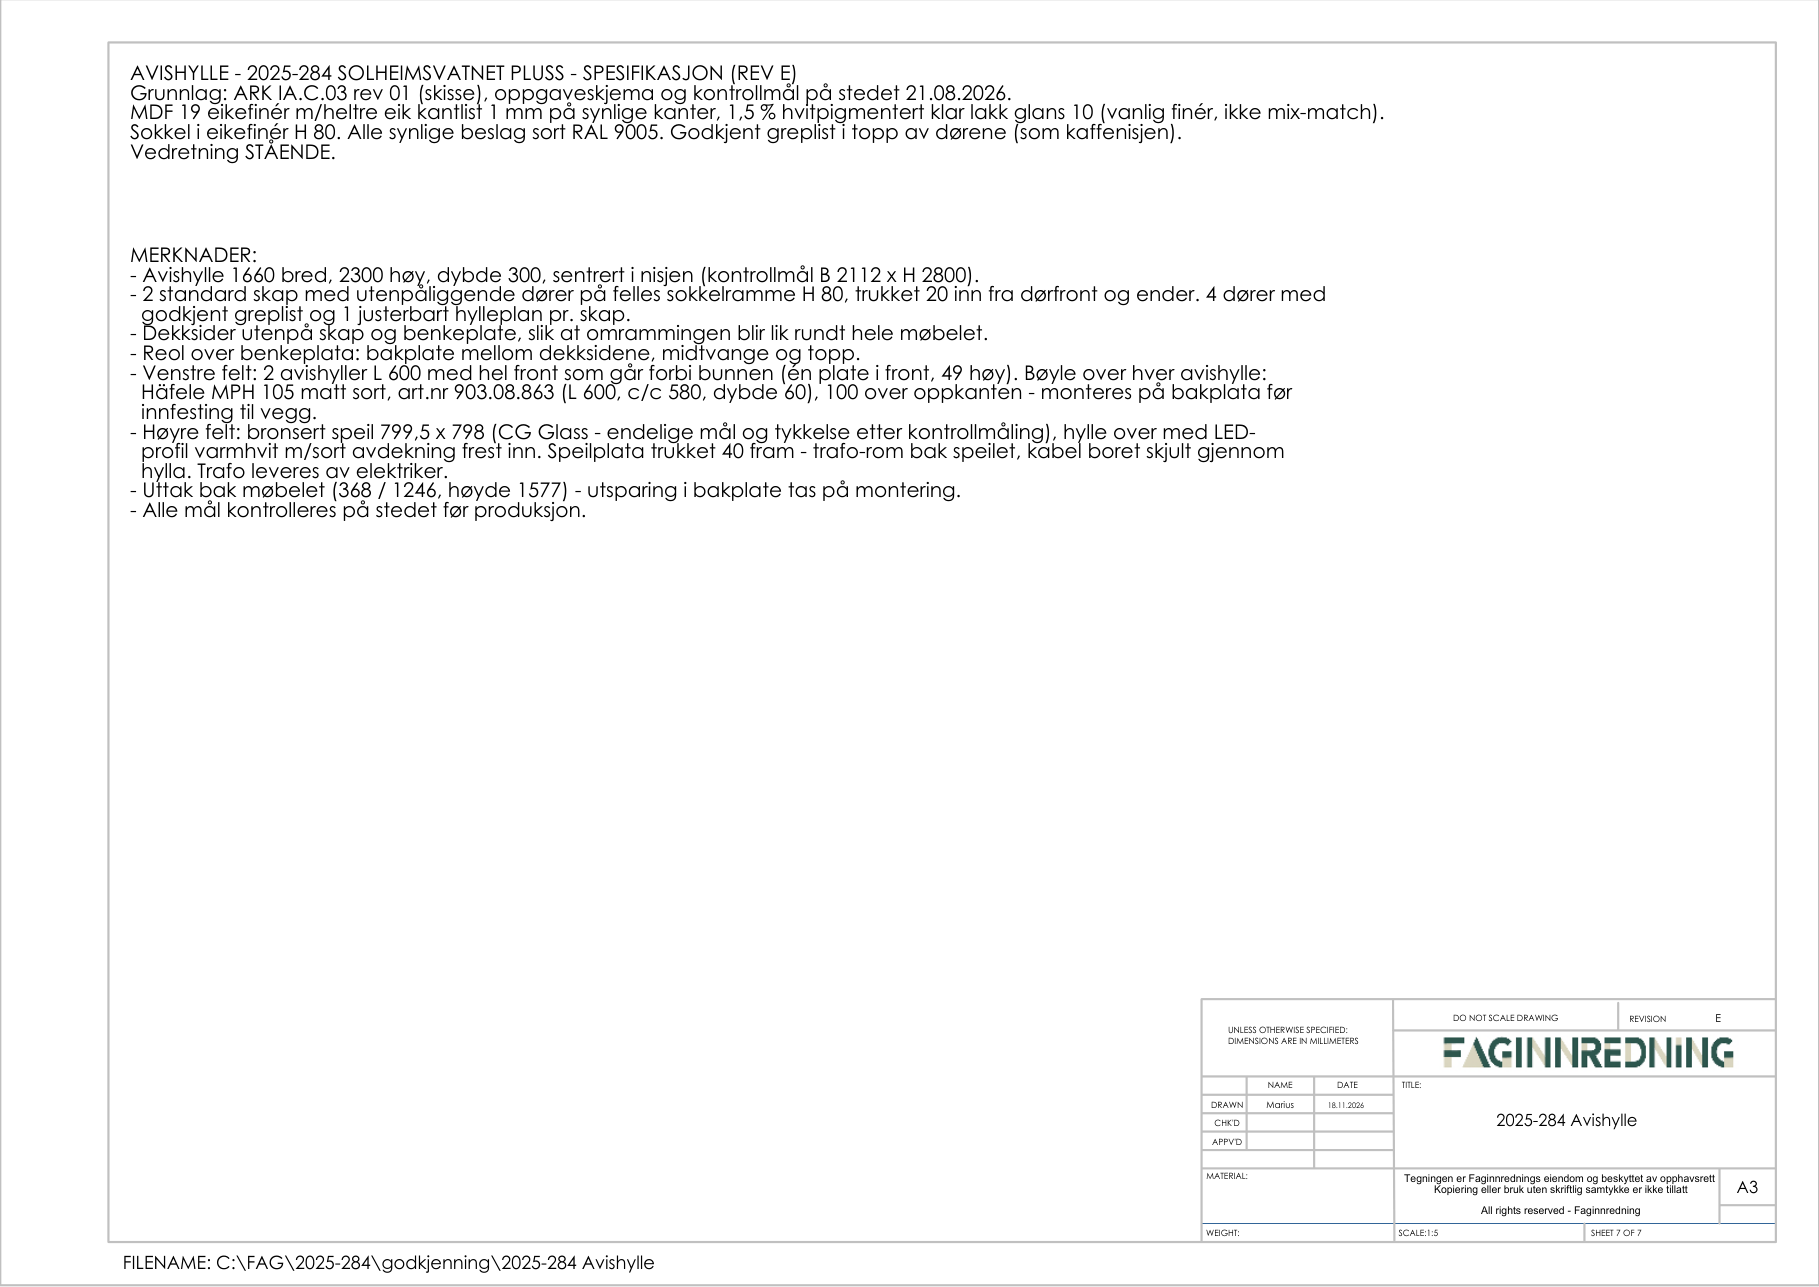 AVISHYLLE - 2025-284 SOLHEIMSVATNET PLUSS - SPESIFIKASJON (REV E)
Grunnlag: ARK IA.C.03 rev 01 (skisse), oppgaveskjema og kontrollmål på stedet 21.08.2026.
MDF 19 eikefinér m/heltre eik kantlist 1 mm på synlige kanter, 1,5 % hvitpigmentert klar lakk glans 10 (vanlig finér, ikke mix-match).
Sokkel i eikefinér H 80. Alle synlige beslag sort RAL 9005. Godkjent greplist i topp av dørene (som kaffenisjen).
Vedretning STÅENDE.
MERKNADER:
- Avishylle 1660 bred, 2300 høy, dybde 300, sentrert i nisjen (kontrollmål B 2112 x H 2800).
- 2 standard skap med utenpåliggende dører på felles sokkelramme H 80, trukket 20 inn fra dørfront og ender. 4 dører med
godkjent greplist og 1 justerbart hylleplan pr. skap.
- Dekksider utenpå skap og benkeplate, slik at omrammingen blir lik rundt hele møbelet.
- Reol over benkeplata: bakplate mellom dekksidene, midtvange og topp.
- Venstre felt: 2 avishyller L 600 med hel front som går forbi bunnen (én plate i front, 49 høy). Bøyle over hver avishylle:
Häfele MPH 105 matt sort, art.nr 903.08.863 (L 600, c/c 580, dybde 60), 100 over oppkanten - monteres på bakplata før
innfesting til vegg.
- Høyre felt: bronsert speil 799,5 x 798 (CG Glass - endelige mål og tykkelse etter kontrollmåling), hylle over med LED-
profil varmhvit m/sort avdekning frest inn. Speilplata trukket 40 fram - trafo-rom bak speilet, kabel boret skjult gjennom
hylla. Trafo leveres av elektriker.
- Uttak bak møbelet (368 / 1246, høyde 1577) - utsparing i bakplate tas på montering.
- Alle mål kontrolleres på stedet før produksjon.
UNLESS OTHERWISE SPECIFIED:
DIMENSIONS ARE IN MILLIMETERS
DO NOT SCALE DRAWING
REVISION E
FAGINNREDNING
NAME DATE
DRAWN Marius 18.11.2026
CHK'D
APPV'D
TITLE:
2025-284 Avishylle
MATERIAL:
Tegningen er Faginnrednings eiendom og beskyttet av opphavsrett
Kopiering eller bruk uten skriftlig samtykke er ikke tillatt
All rights reserved - Faginnredning
A3
WEIGHT:
SCALE:1:5
SHEET 7 OF 7
FILENAME: C:\FAG\2025-284\godkjenning\2025-284 Avishylle